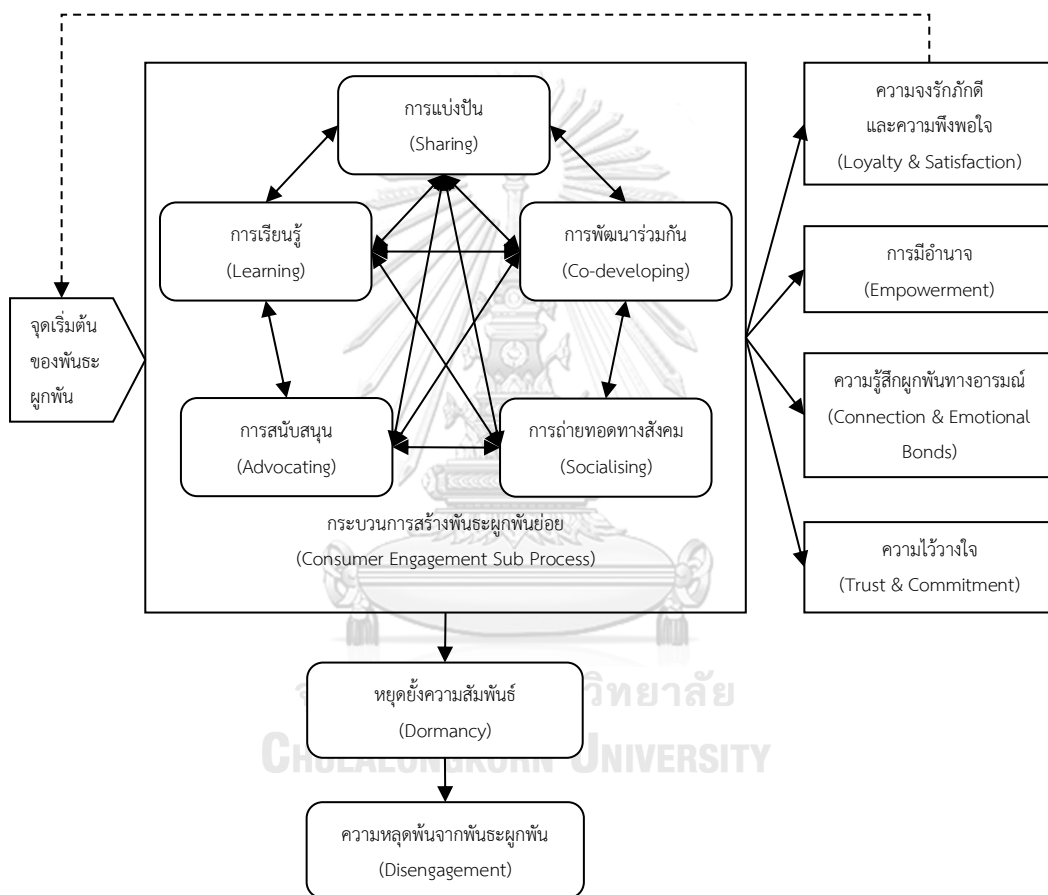 การแบ่งปัน
(Sharing)
การเรียนรู้
(Learning)
การพัฒนาร่วมกัน
(Co-developing)
การสนับสนุน
(Advocating)
การถ่ายทอดทางสังคม
(Socialising)
กระบวนการสร้างพันธะผูกพันย่อย
(Consumer Engagement Sub Process)
จุดเริ่มต้น
ของพันธะ
ผูกพัน
ความจงรักภักดี
และความพึงพอใจ
(Loyalty & Satisfaction)
การมีอำนาจ
(Empowerment)
ความรู้สึกผูกพันทางอารมณ์
(Connection & Emotional
Bonds)
ความไว้วางใจ
(Trust & Commitment)
หยุดยั้งความสัมพันธ์
(Dormancy)
วิทยาลัย
CHULALONGKORN UNIVERSITY
ความหลุดพ้นจากพันธะผูกพัน
(Disengagement)